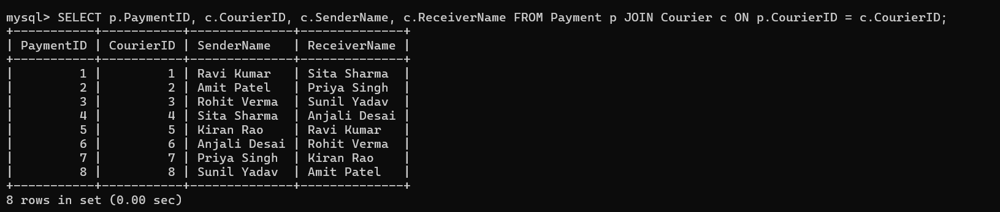 mysql> SELECT p.PaymentID, c.CourierID, c.SenderName, c.ReceiverName FROM Payment p JOIN Courier c ON p.CourierID = c.CourierID;
+-----------+-----------+--------------+--------------+
| PaymentID | CourierID | SenderName   | ReceiverName |
+-----------+-----------+--------------+--------------+
|         1 |         1 | Ravi Kumar   | Sita Sharma  |
|         2 |         2 | Amit Patel   | Priya Singh  |
|         3 |         3 | Rohit Verma  | Sunil Yadav  |
|         4 |         4 | Sita Sharma  | Anjali Desai |
|         5 |         5 | Kiran Rao    | Ravi Kumar   |
|         6 |         6 | Anjali Desai | Rohit Verma  |
|         7 |         7 | Priya Singh  | Kiran Rao    |
|         8 |         8 | Sunil Yadav  | Amit Patel   |
+-----------+-----------+--------------+--------------+
8 rows in set (0.00 sec)